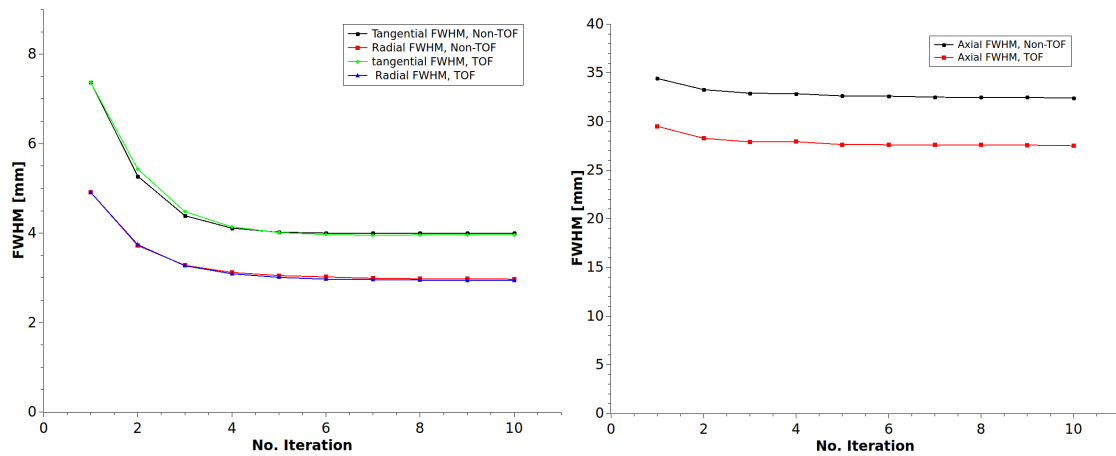 Tangential FWHM, Non-TOF
Radial FWHM, Non-TOF
tangential FWHM, TOF
Radial FWHM, TOF
FWHM [mm]
8
6
4
2
0
0 2 4 6 8 10
No. Iteration
Axial FWHM, Non-TOF
Axial FWHM, TOF
FWHM [mm]
40
35
30
25
20
15
10
5
0
0 2 4 6 8 10
No. Iteration